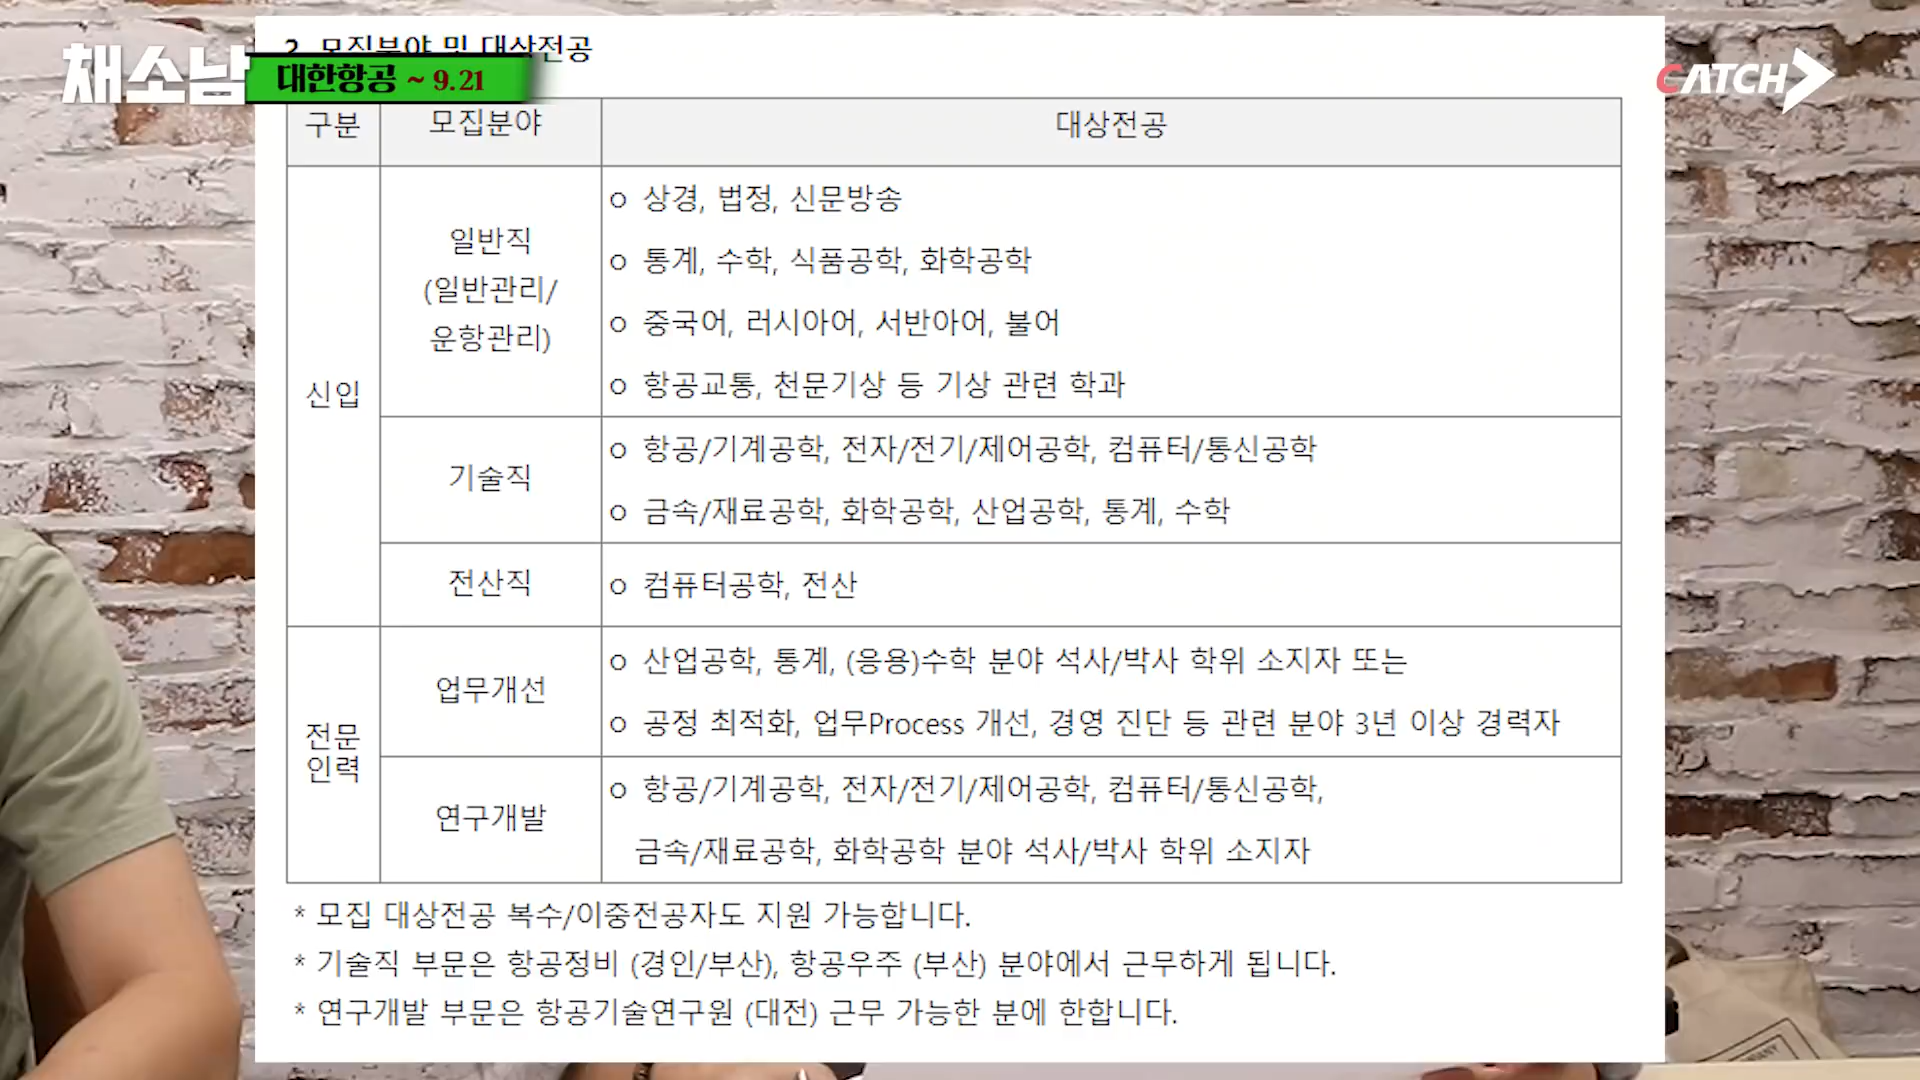 2. 모집분야 및 대상전공
채소남
대한항공 ~ 9.21
CATCH
구분
모집분야
대상전공
신입
일반직
(일반관리/
운항관리)
o 상경, 법정, 신문방송
o 통계, 수학, 식품공학, 화학공학
o 중국어, 러시아어, 서반아어, 불어
o 항공교통, 천문기상 등 기상 관련 학과
기술직
o 항공/기계공학, 전자/전기/제어공학, 컴퓨터/통신공학
o 금속/재료공학, 화학공학, 산업공학, 통계, 수학
전산직
o 컴퓨터공학, 전산
전문
인력
업무개선
o 산업공학, 통계, (응용)수학 분야 석사/박사 학위 소지자 또는
o 공정 최적화, 업무Process 개선, 경영 진단 등 관련 분야 3년 이상 경력자
연구개발
o 항공/기계공학, 전자/전기/제어공학, 컴퓨터/통신공학,
금속/재료공학, 화학공학 분야 석사/박사 학위 소지자
* 모집 대상전공 복수/이중전공자도 지원 가능합니다.
* 기술직 부문은 항공정비 (경인/부산), 항공우주 (부산) 분야에서 근무하게 됩니다.
* 연구개발 부문은 항공기술연구원 (대전) 근무 가능한 분에 한합니다.